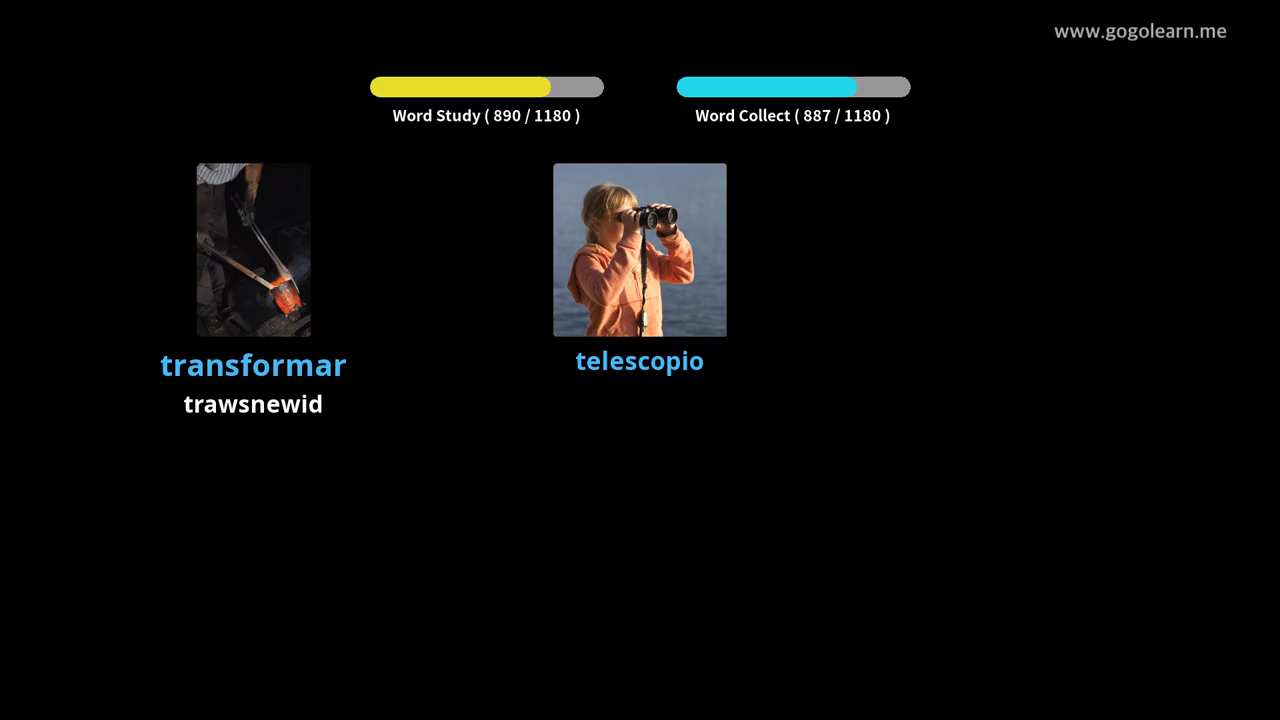 www.gogolearn.me
Word Study ( 890 / 1180 )
Word Collect ( 887 / 1180 )
transformar
trawsnewid
telescopio